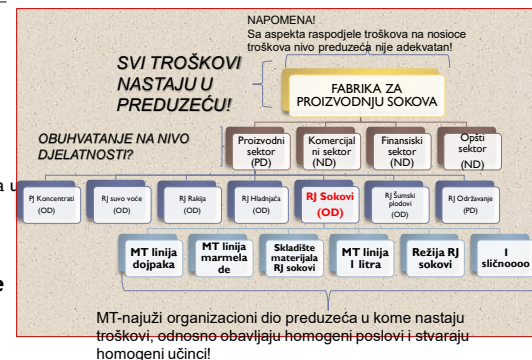 NAPOMENA!
Sa aspekta raspodjele troškova na nosioce
troškova nivo preduzeća nije adekvatan!
SVI TROŠKOVI
NASTAJU U
PREDUZEĆU!
FABRIKA ZA
PROIZVODNJU SOKOVA
OBUHVATANJE NA NIVO
DJELATNOSTI?
Proizvodni
sektor
(PD)
Komercijal
ni sektor
(ND)
Finansiski
sektor
(ND)
Opšti
sektor
(ND)
a u
PJ Koncentrati
(OD)
RJ suvo voće
(OD)
RJ Rakija
(OD)
RJ Hladnjača
(OD)
RJ Sokovi
(OD)
RJ Šumski
plodovi
(OD)
RJ Održavanje
(PD)
MT linija
dojpaka
MT linija
marmela
de
Skladište
materijala
RJ sokovi
MT linija
1 litra
Režija RJ
sokovi
I
sličnoooo
e
MT-najuži organizacioni dio preduzeća u kome nastaju
troškovi, odnosno obavljaju homogeni poslovi i stvaraju
homogeni učinci!